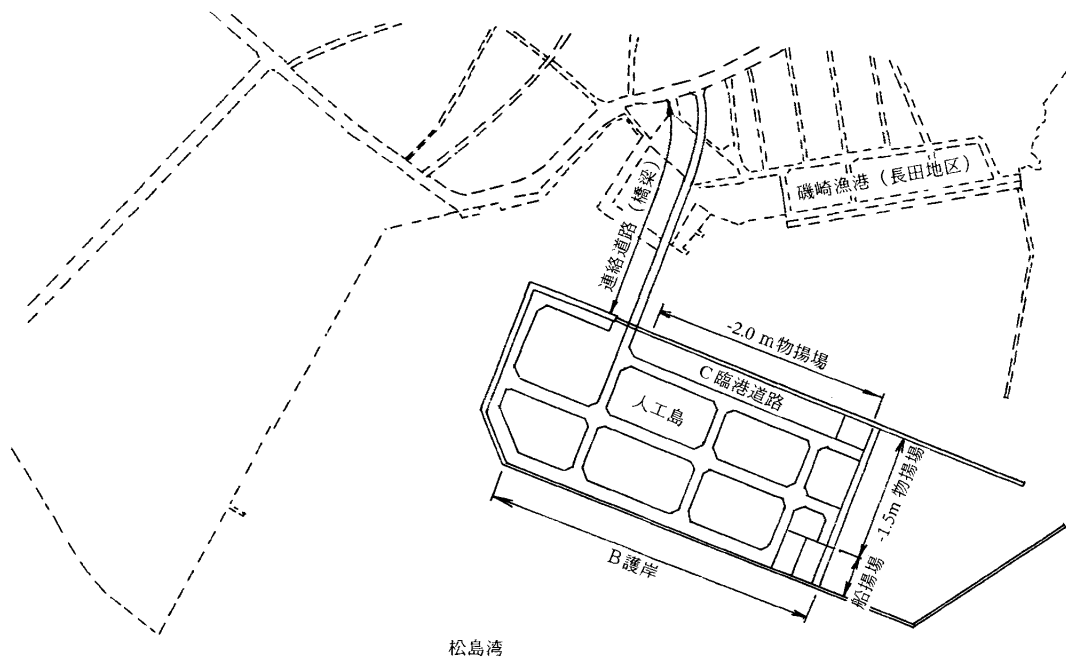 磯崎漁港（長田地区）
連絡道路（橋梁）
-2.0 m物揚場
C臨港道路
人工島
-1.5m 物揚場
船揚場
B護岸
松島湾